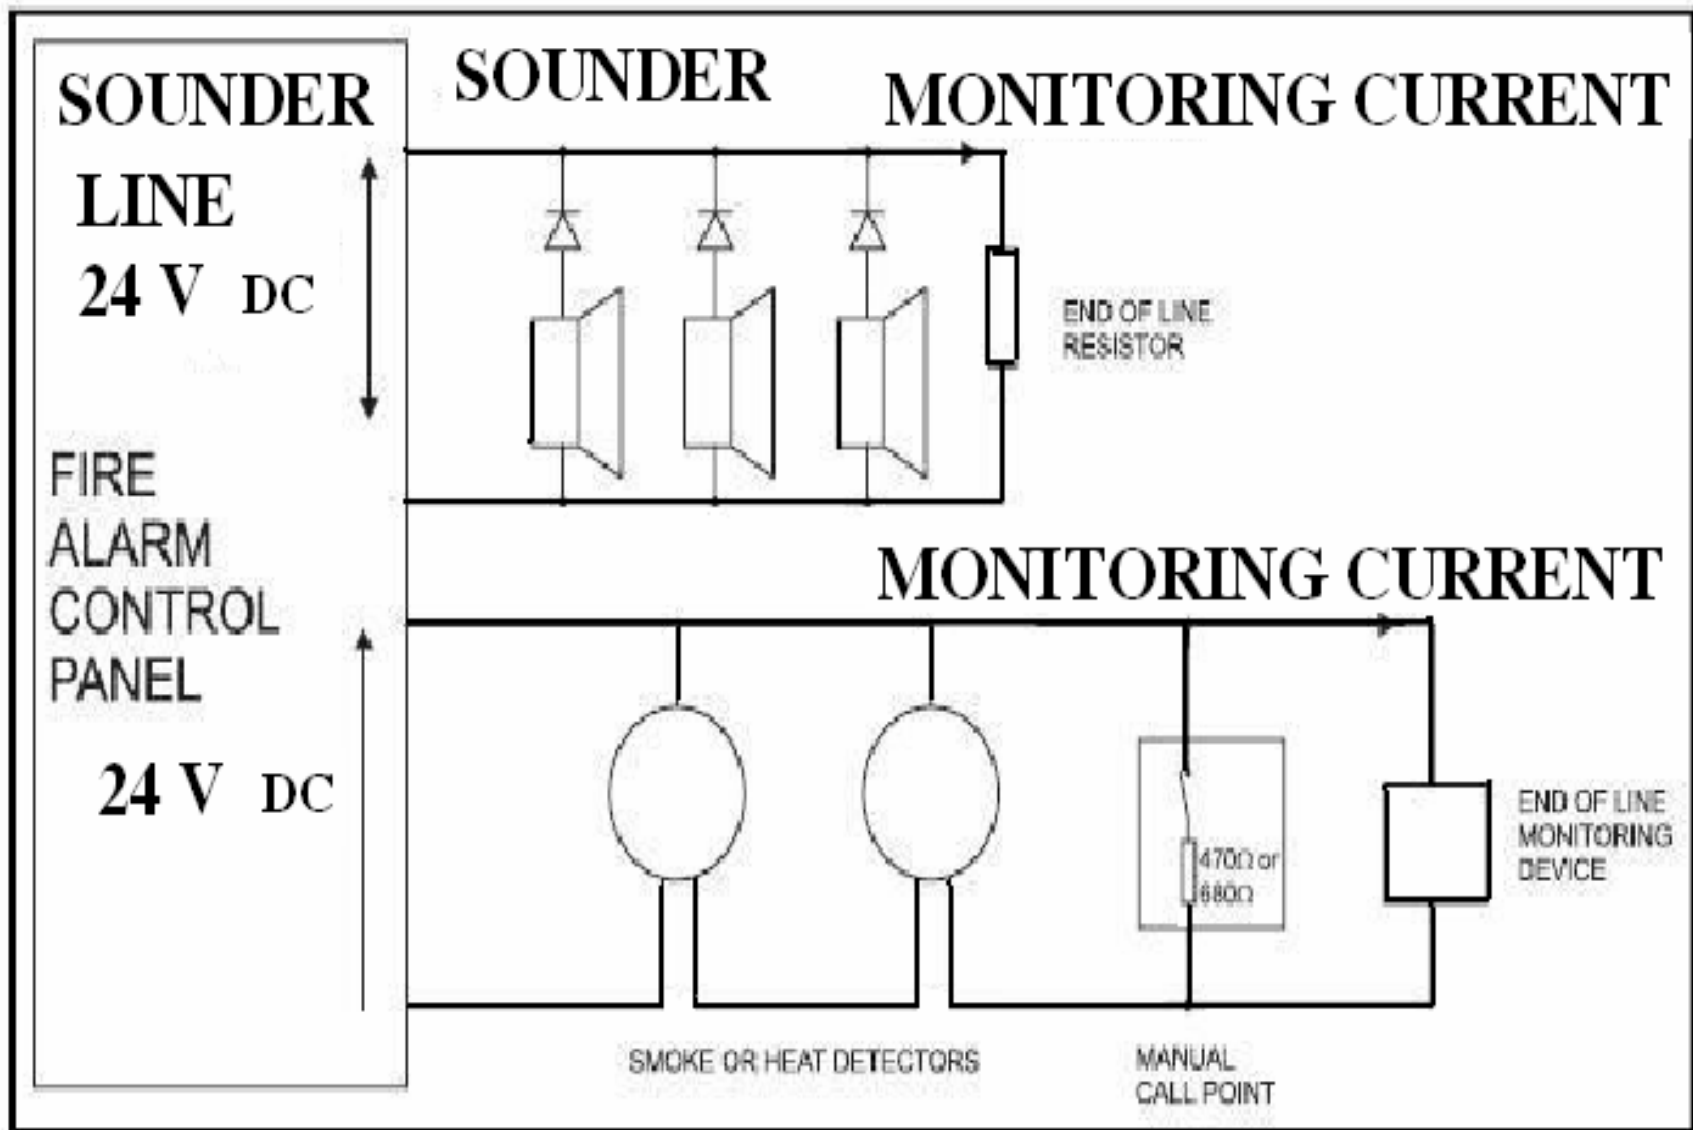 SOUNDER
LINE
24 V DC
FIRE
ALARM
CONTROL
PANEL
24 V DC
SOUNDER
MONITORING CURRENT
END OF LINE
RESISTOR
MONITORING CURRENT
470Ω or
680Ω
END OF LINE
MONITORING
DEVICE
SMOKE OR HEAT DETECTORS
MANUAL
CALL POINT